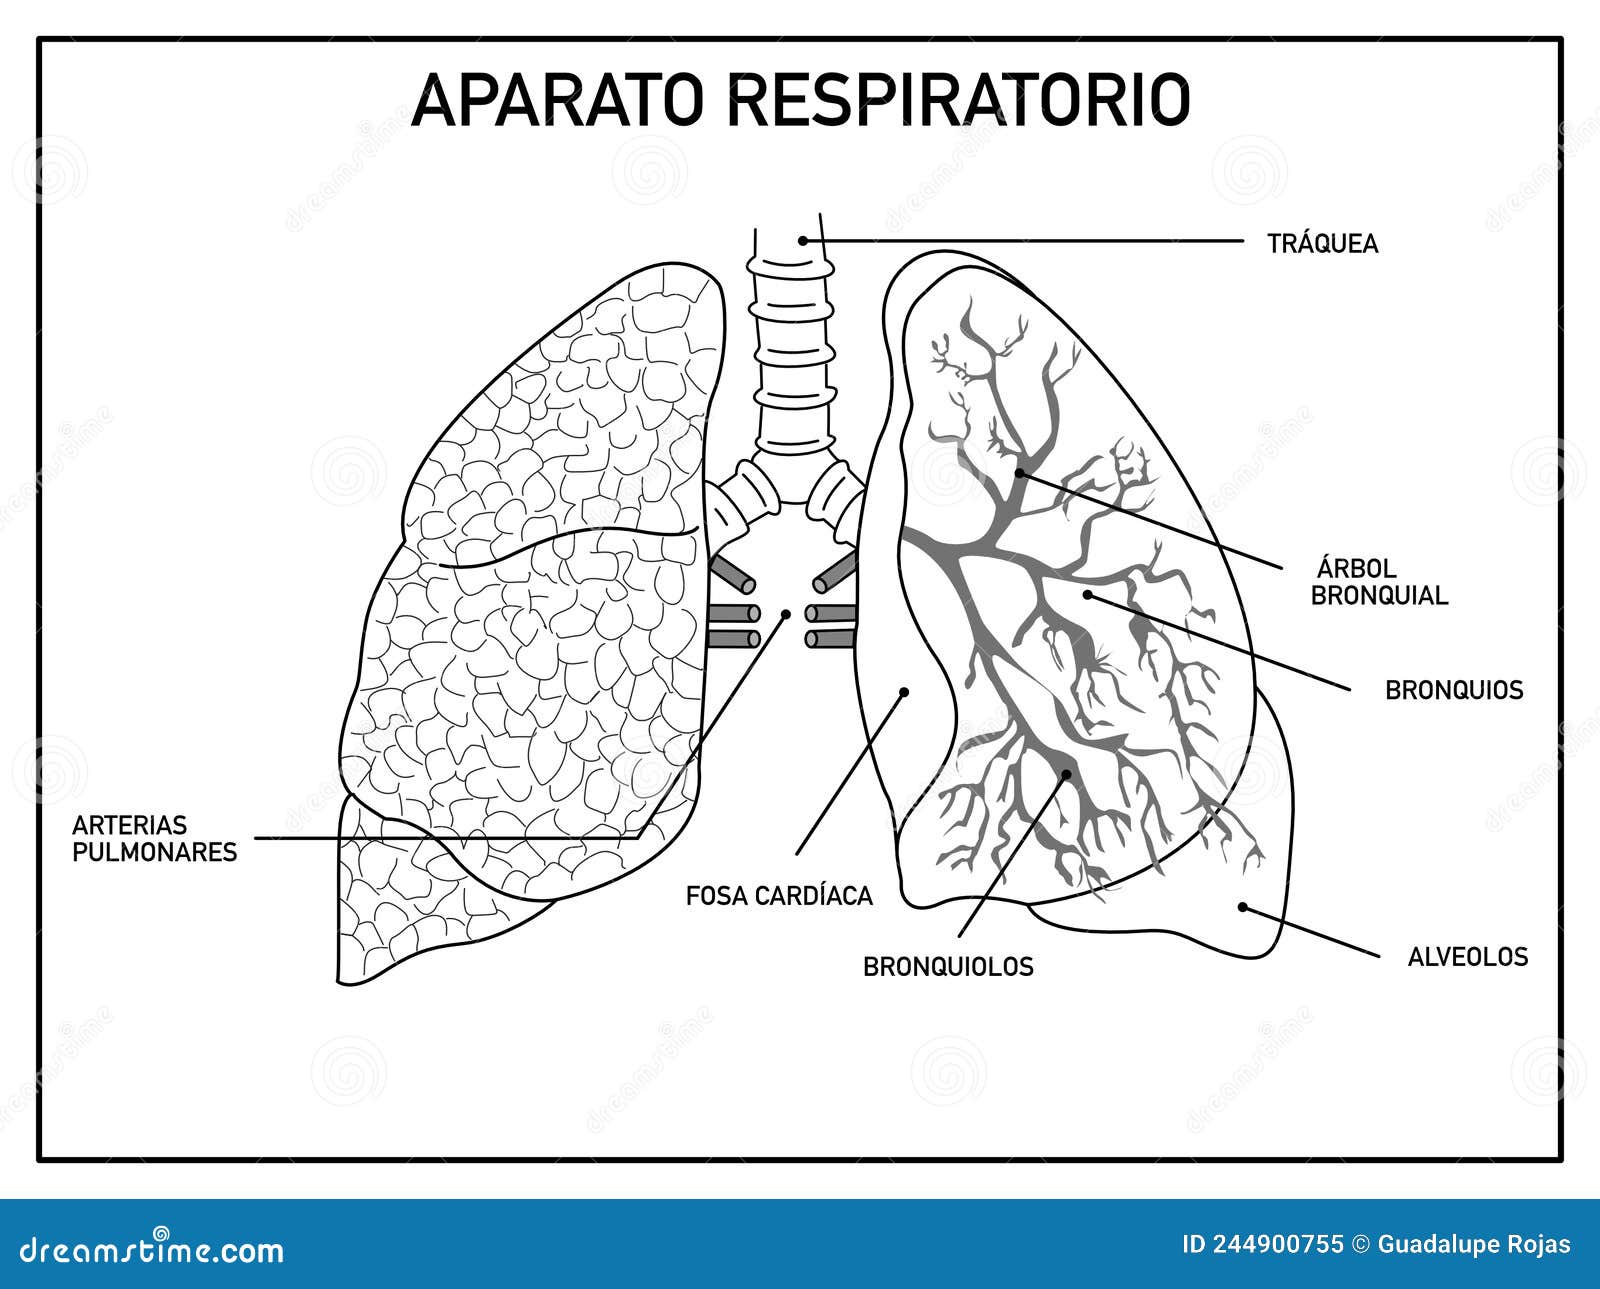 APARATO RESPIRATORIO
TRÁQUEA
ÁRBOL
BRONQUIAL
BRONQUIOS
ARTERIAS
PULMONARES
FOSA CARDÍACA
BRONQUIOLOS
ALVEOLOS
dreamstime.com
ID 244900755 © Guadalupe Rojas